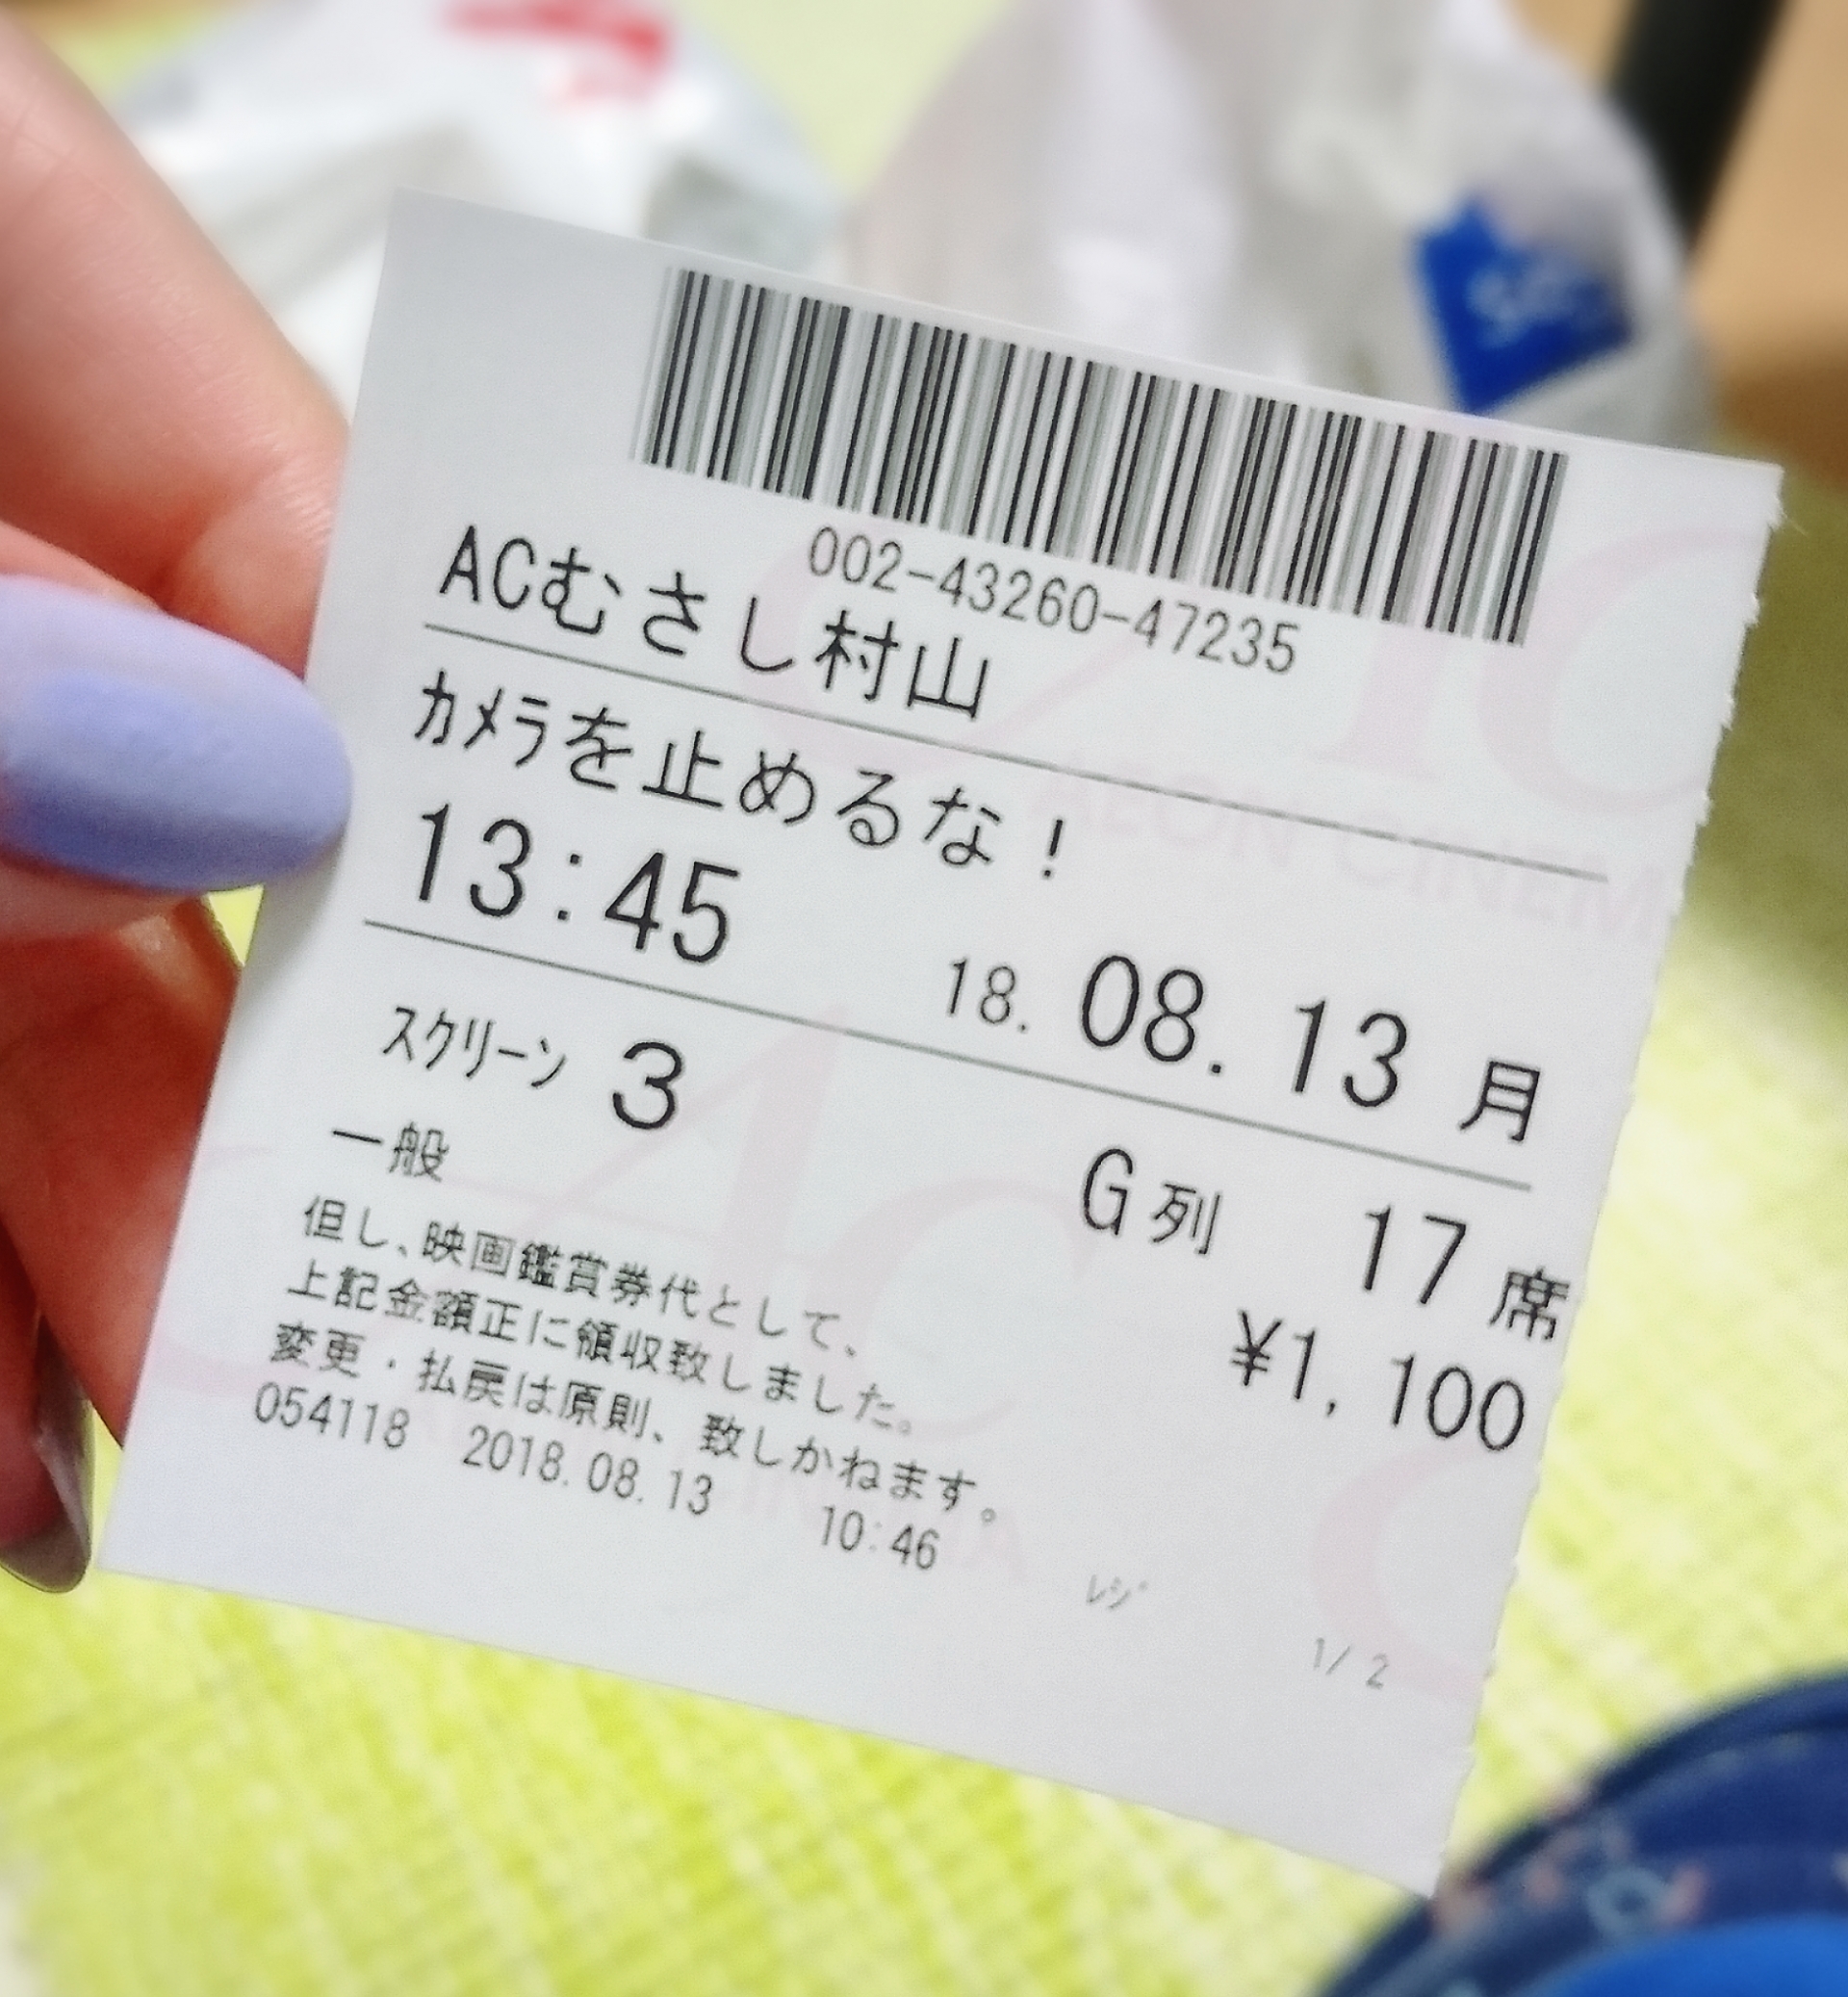 002-43260-47235
ACむさし村山
ｶﾒﾗを止めるな！
13:45 18.08.13 月
ｽｸﾘｰﾝ 3 G列 17席
一般 ¥1,100
但し、映画鑑賞券代として、
上記金額正に領収致しました。
変更・払戻は原則、致しかねます。
054118 2018.08.13 10:46 ﾚｼﾞ
1/ 2